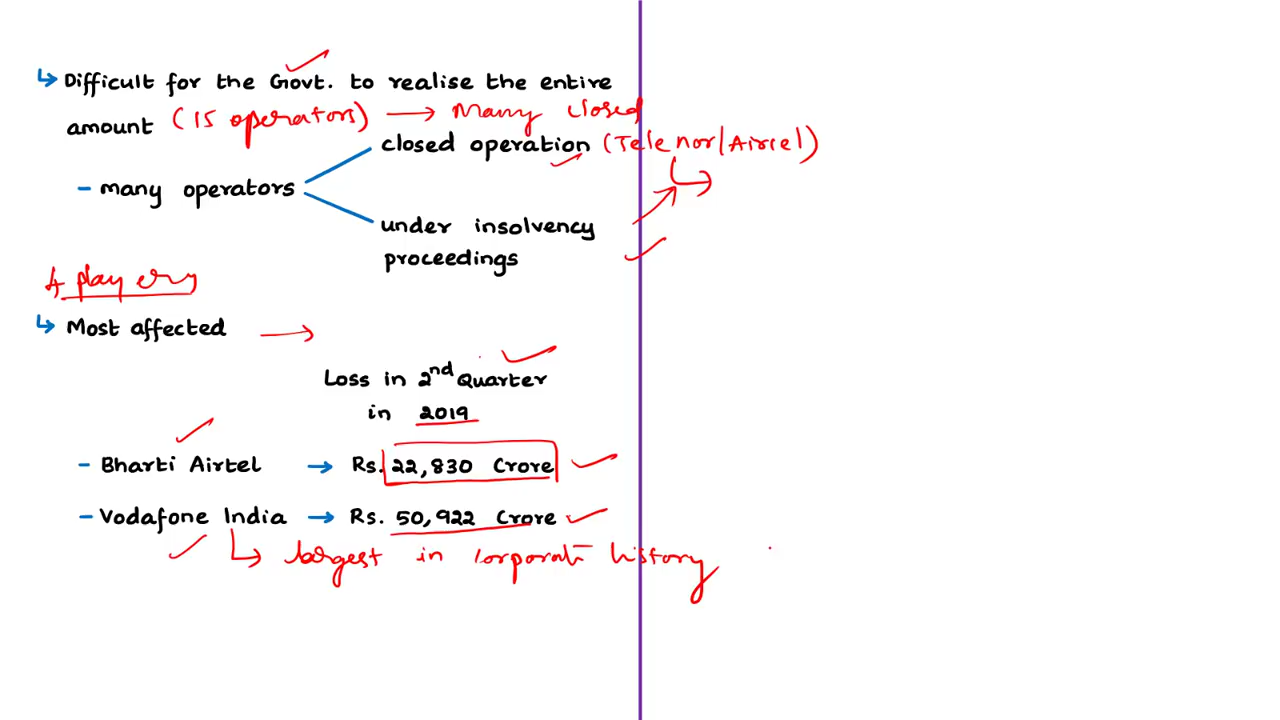 ↳ Difficult for the Govt. to realise the entire
amount (15 operators) → Many closed
closed operation (Telenor/Aircel)
- many operators
under insolvency
proceedings
4 players
↳ Most affected →
Loss in 2nd Quarter
in 2019
- Bharti Airtel → Rs. 22,830 Crore
- Vodafone India → Rs. 50,922 Crore
↳ largest in corporate history